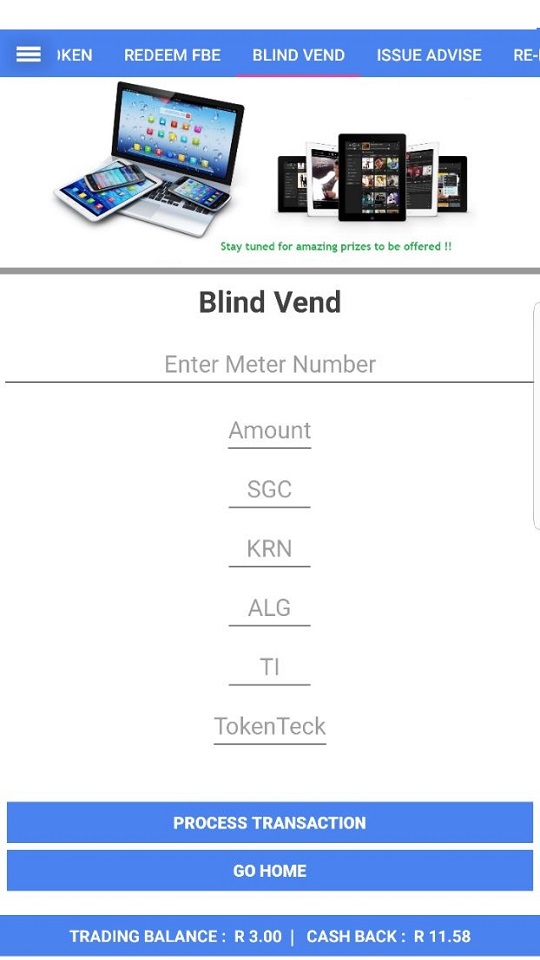 OKEN REDEEM FBE BLIND VEND ISSUE ADVISE RE-
Stay tuned for amazing prizes to be offered !!
Blind Vend
Enter Meter Number
Amount
SGC
KRN
ALG
TI
TokenTeck
PROCESS TRANSACTION
GO HOME
TRADING BALANCE : R 3.00 | CASH BACK : R 11.58